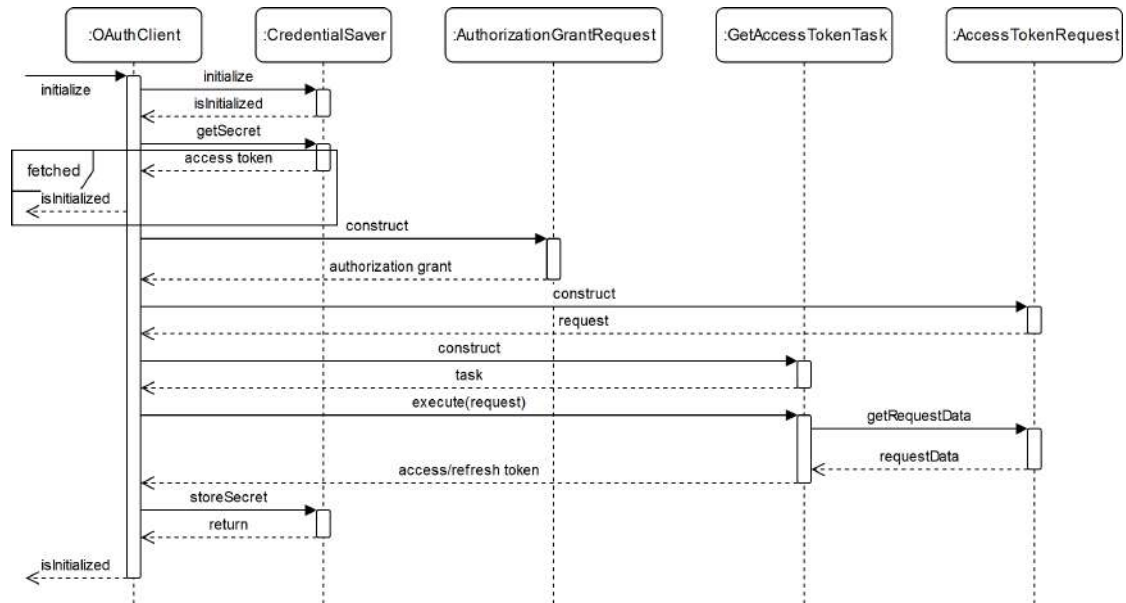 :OAuthClient
:CredentialSaver
:AuthorizationGrantRequest
:GetAccessTokenTask
:AccessTokenRequest
initialize
initialize
isInitialized
getSecret
access token
fetched
isInitialized
construct
authorization grant
construct
request
construct
task
execute(request)
getRequestData
requestData
access/refresh token
storeSecret
return
isInitialized